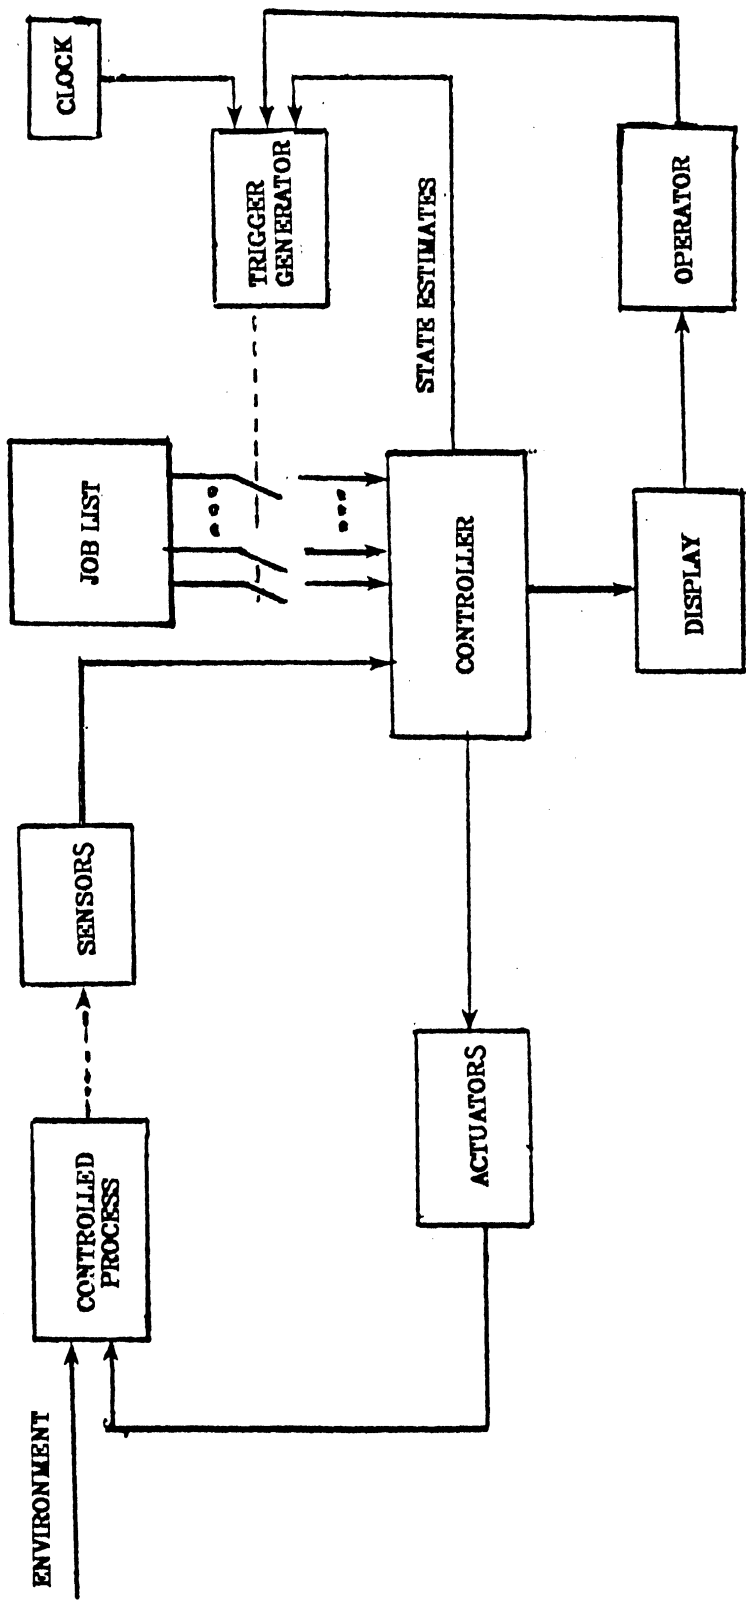 ENVIRONMENT
CONTROLLED
PROCESS
SENSORS
JOB LIST
CLOCK
TRIGGER
GENERATOR
STATE ESTIMATES
CONTROLLER
ACTUATORS
DISPLAY
OPERATOR